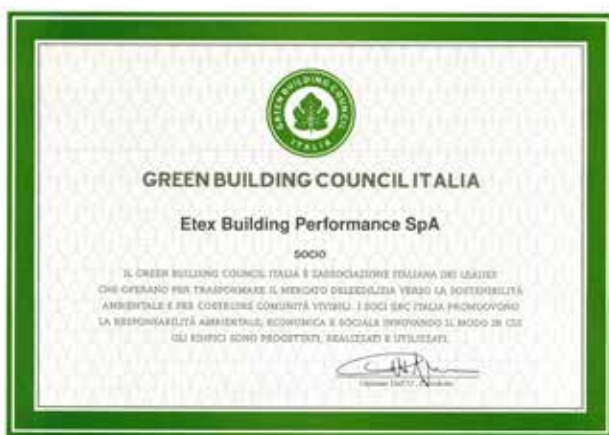 GREEN BUILDING COUNCIL
ITALIA
GREEN BUILDING COUNCIL ITALIA
Etex Building Performance SpA
SOCIO
IL GREEN BUILDING COUNCIL ITALIA È L'ASSOCIAZIONE ITALIANA DEI LEADER
CHE OPERANO PER TRASFORMARE IL MERCATO DELL'EDILIZIA VERSO LA SOSTENIBILITÀ
AMBIENTALE E PER COSTRUIRE COMUNITÀ VIVIBILI. I SOCI GBC ITALIA PROMUOVONO
LA RESPONSABILITÀ AMBIENTALE, ECONOMICA E SOCIALE INNOVANDO IL MODO IN CUI
GLI EDIFICI SONO PROGETTATI, REALIZZATI E UTILIZZATI.